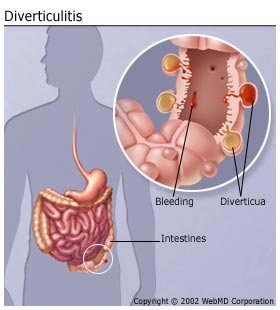 Diverticulitis
Bleeding
Diverticua
Intestines
Copyright © 2002 WebMD Corporation